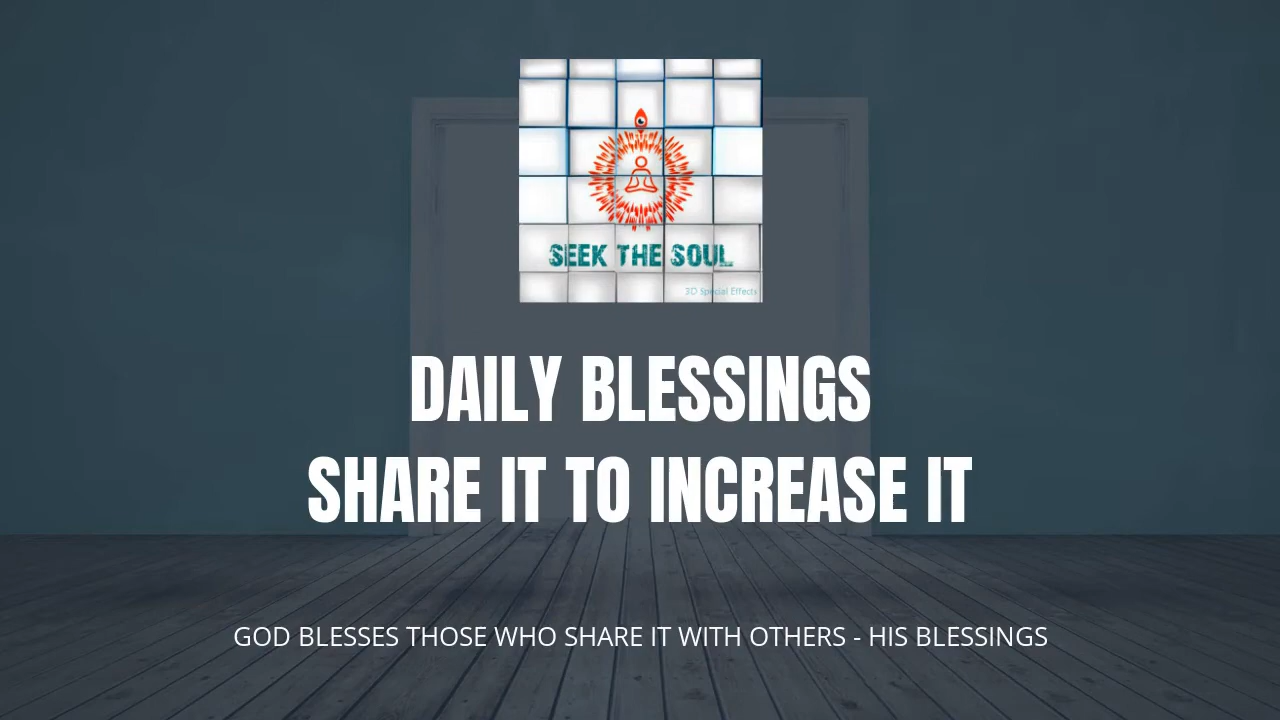 SEEK THE SOUL
3D Special Effects
DAILY BLESSINGS
SHARE IT TO INCREASE IT
GOD BLESSES THOSE WHO SHARE IT WITH OTHERS - HIS BLESSINGS